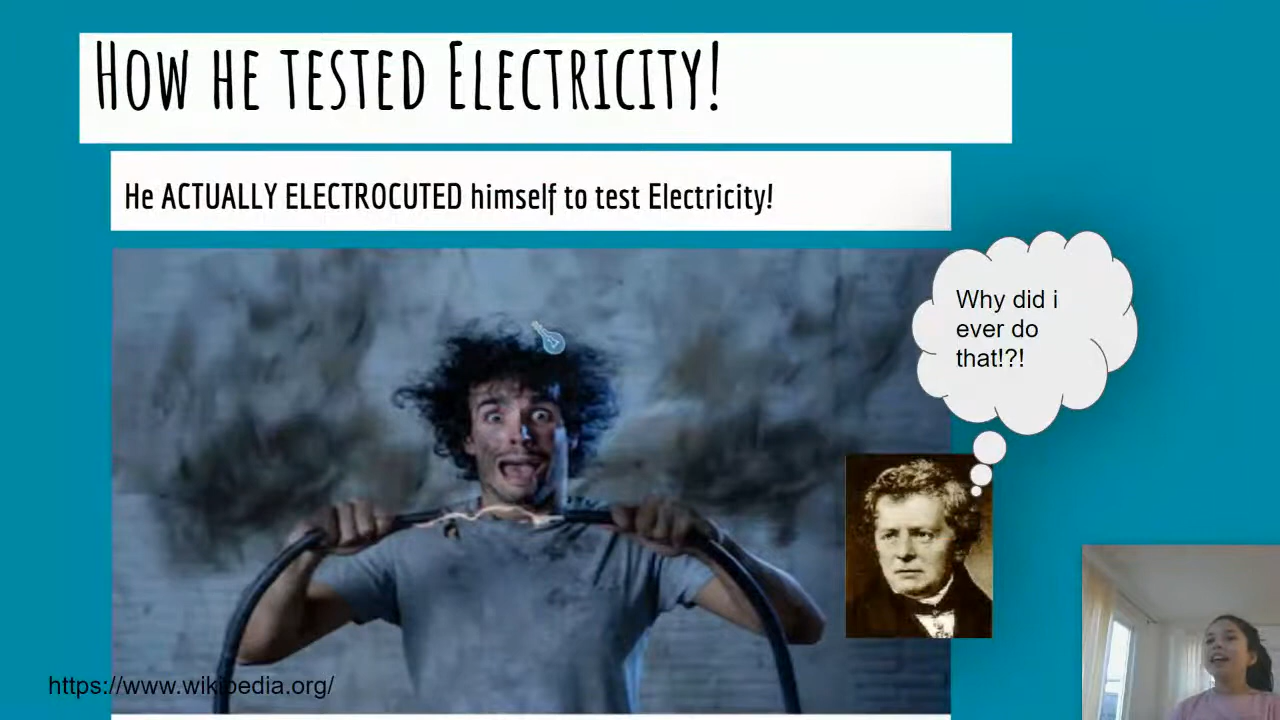 How he tested Electricity!
He ACTUALLY ELECTROCUTED himself to test Electricity!
Why did i
ever do
that!?!
https://www.wikipedia.org/